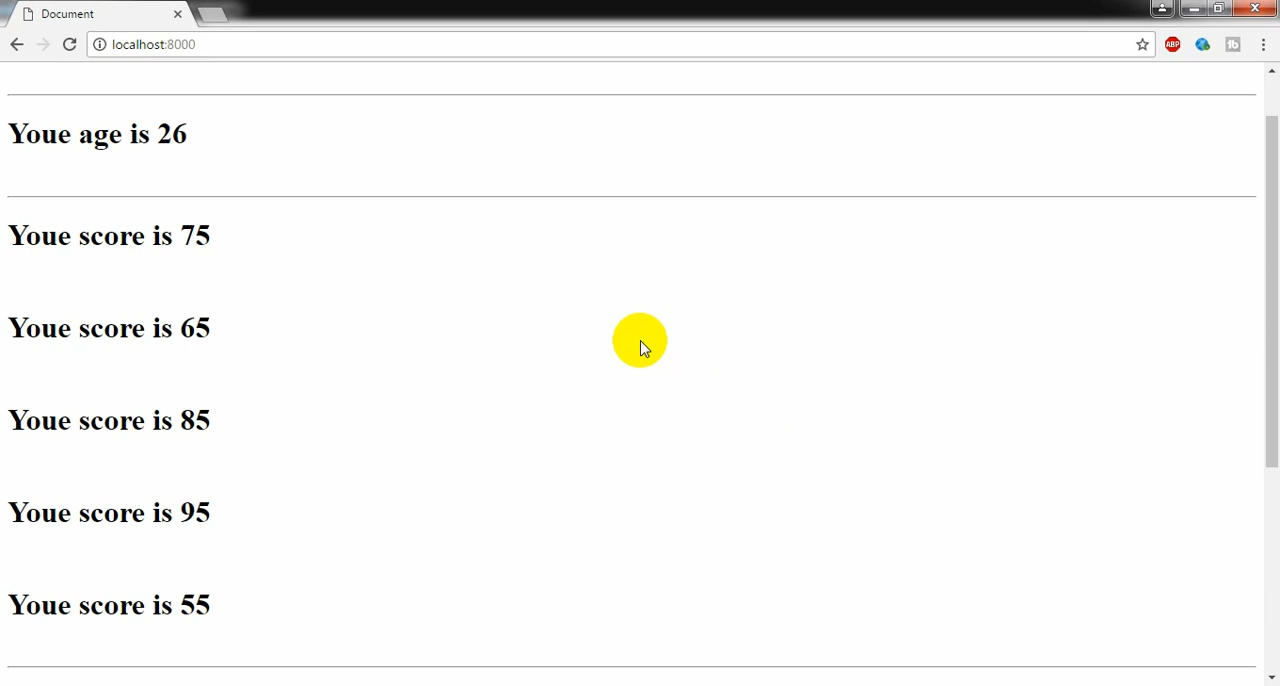 Document
localhost:8000
ABP
Youe age is 26
Youe score is 75
Youe score is 65
Youe score is 85
Youe score is 95
Youe score is 55